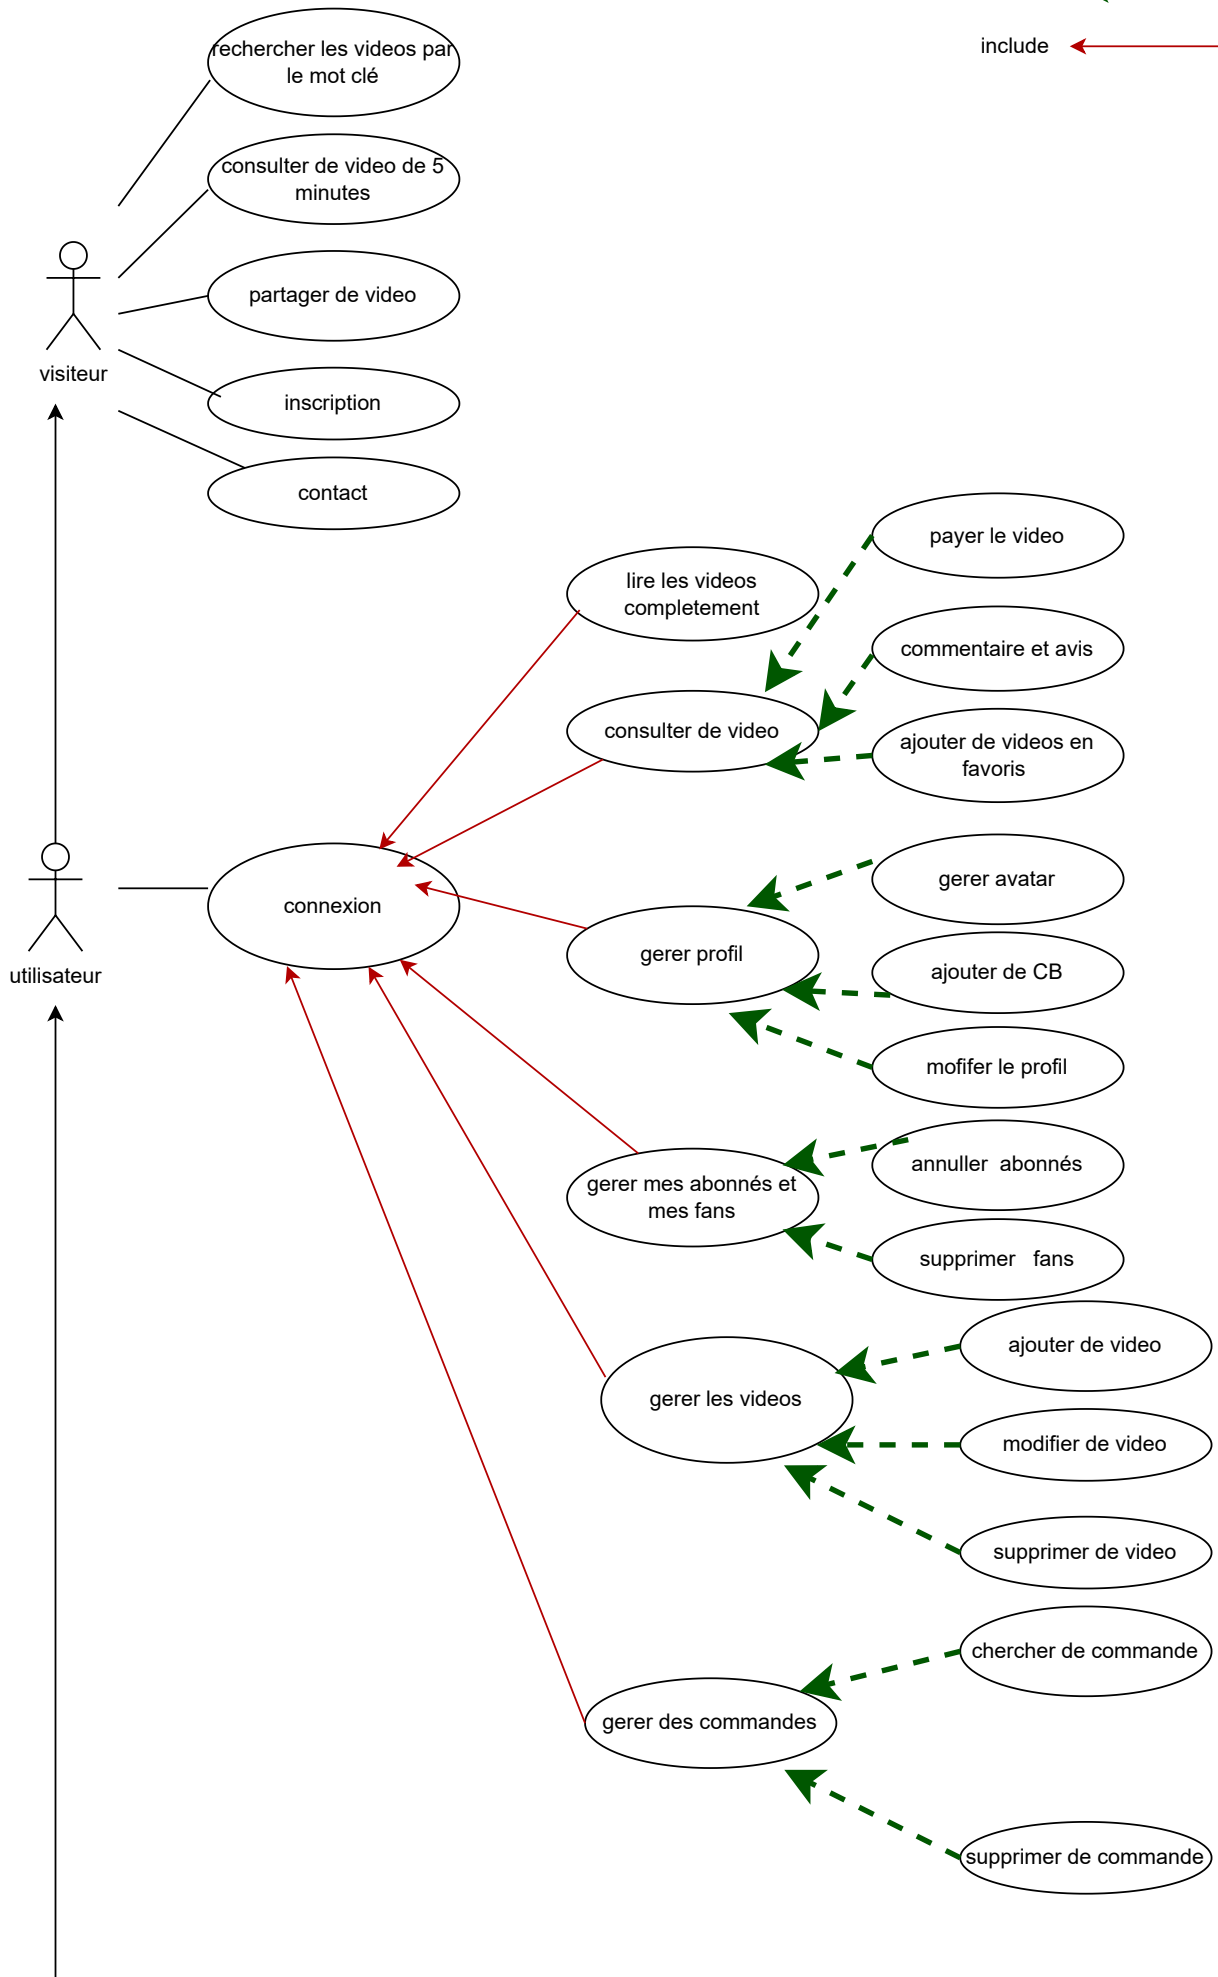 include
rechercher les videos par
le mot clé
consulter de video de 5
minutes
partager de video
visiteur
inscription
contact
payer le video
lire les videos
completement
commentaire et avis
consulter de video
ajouter de videos en
favoris
connexion
gerer avatar
gerer profil
ajouter de CB
utilisateur
mofifer le profil
annuller  abonnés
gerer mes abonnés et
mes fans
supprimer   fans
ajouter de video
gerer les videos
modifier de video
supprimer de video
chercher de commande
gerer des commandes
supprimer de commande